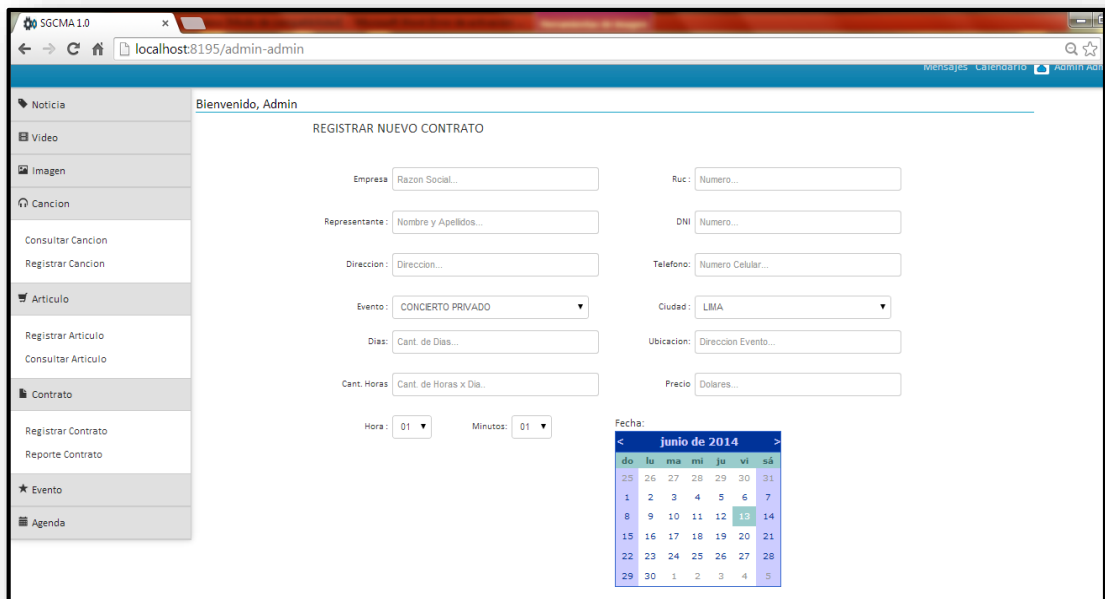 SGCMA 1.0 ×
localhost:8195/admin-admin
Mensajes Calendario Admin Adm
Noticia
Video
Imagen
Cancion
Consultar Cancion
Registrar Cancion
Articulo
Registrar Articulo
Consultar Articulo
Contrato
Registrar Contrato
Reporte Contrato
Evento
Agenda
Bienvenido, Admin
REGISTRAR NUEVO CONTRATO
Empresa Razon Social... Ruc : Numero...
Representante : Nombre y Apellidos... DNI Numero...
Direccion : Direccion... Telefono: Numero Celular...
Evento : CONCIERTO PRIVADO Ciudad : LIMA
Dias: Cant. de Dias... Ubicacion: Direccion Evento...
Cant. Horas Cant. de Horas x Dia.. Precio Dolares...
Hora : 01 Minutos: 01 Fecha:
< junio de 2014 >
do lu ma mi ju vi sá
25 26 27 28 29 30 31
1 2 3 4 5 6 7
8 9 10 11 12 13 14
15 16 17 18 19 20 21
22 23 24 25 26 27 28
29 30 1 2 3 4 5